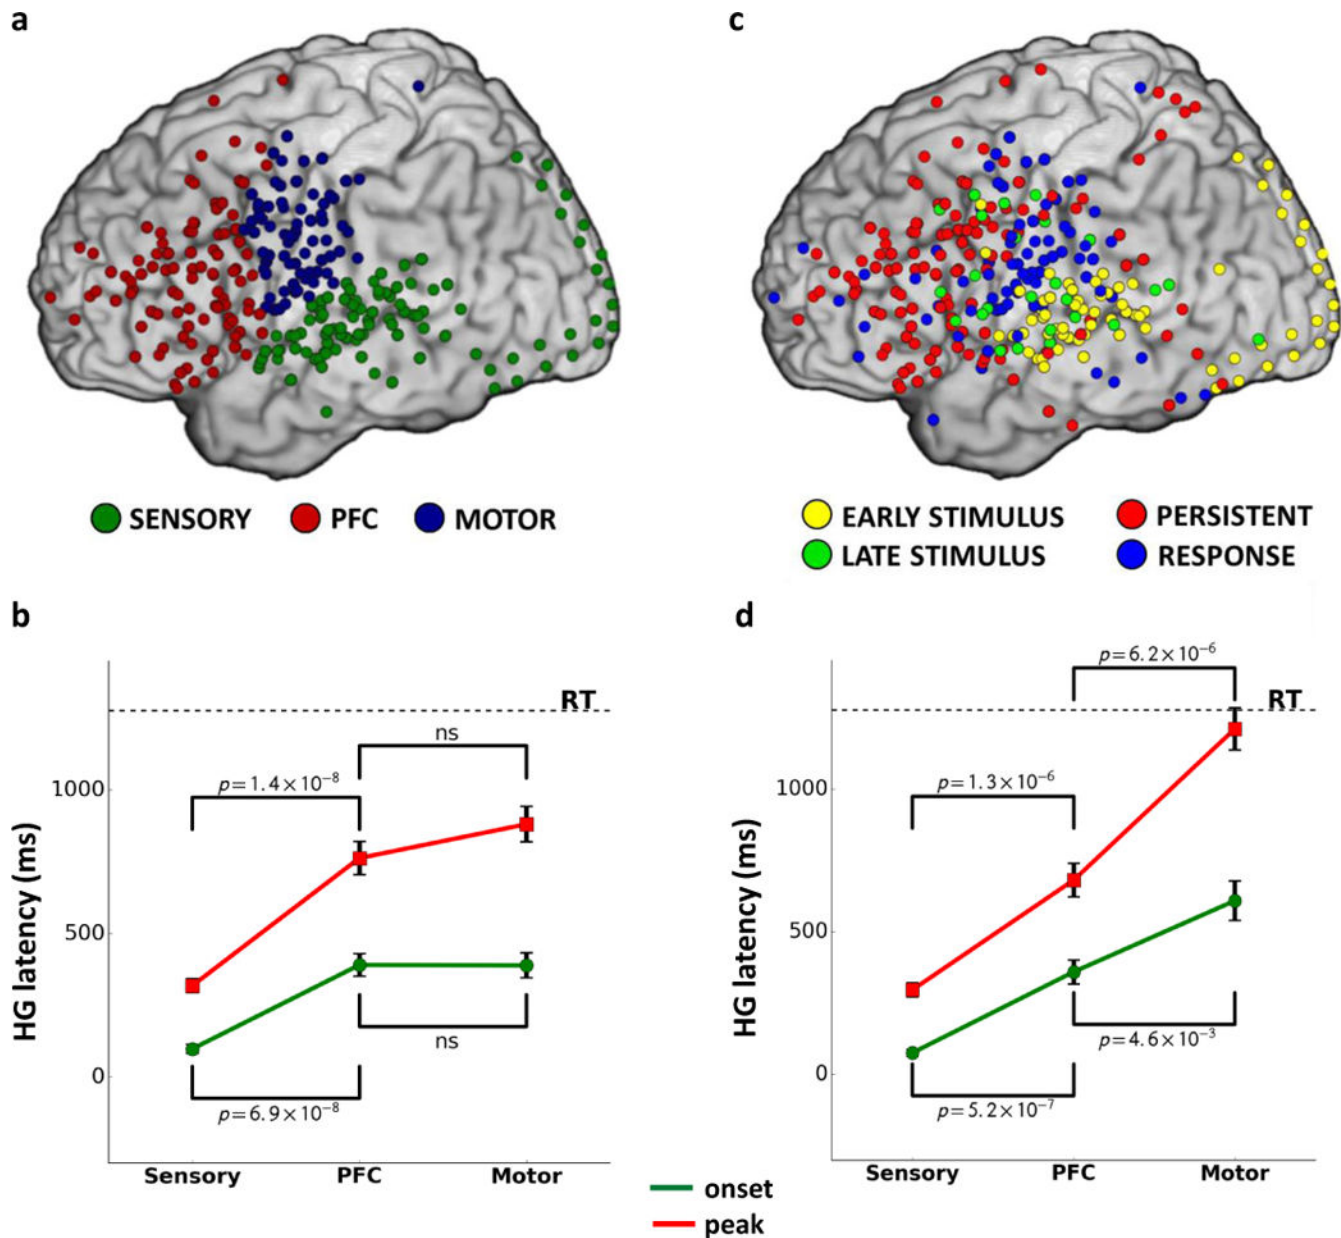 a
SENSORY PFC MOTOR
c
EARLY STIMULUS PERSISTENT
LATE STIMULUS RESPONSE
b
HG latency (ms)
1000
500
0
RT
ns
p=1.4×10⁻⁸
ns
p=6.9×10⁻⁸
Sensory PFC Motor
d
HG latency (ms)
1000
500
0
p=6.2×10⁻⁶
RT
p=1.3×10⁻⁶
p=4.6×10⁻³
p=5.2×10⁻⁷
Sensory PFC Motor
onset
peak